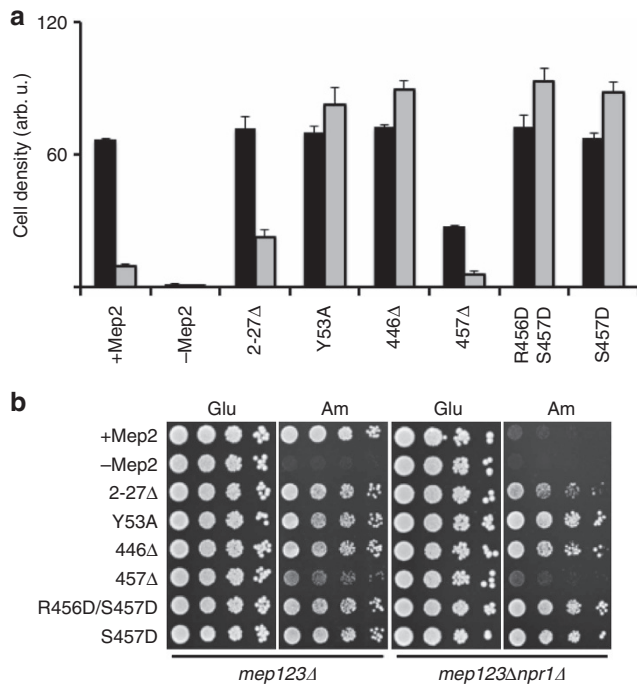 a
120
60
Cell density (arb. u.)
+Mep2
–Mep2
2-27Δ
Y53A
446Δ
457Δ
R456D
S457D
S457D
b
Glu Am Glu Am
+Mep2
–Mep2
2-27Δ
Y53A
446Δ
457Δ
R456D/S457D
S457D
mep123Δ mep123Δnpr1Δ